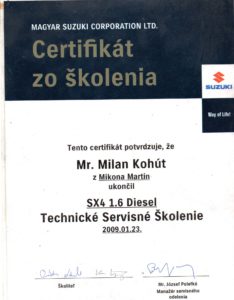 MAGYAR SUZUKI CORPORATION LTD.
Certifikát
zo školenia
SUZUKI
Way of Life!
Tento certifikát potvrdzuje, že
Mr. Milan Kohút
z Mikona Martin
ukončil
SX4 1.6 Diesel
Technické Servisné Školenie
2009.01.23.
Školiteľ
Mr. József
Manažér servisného
oddelenia